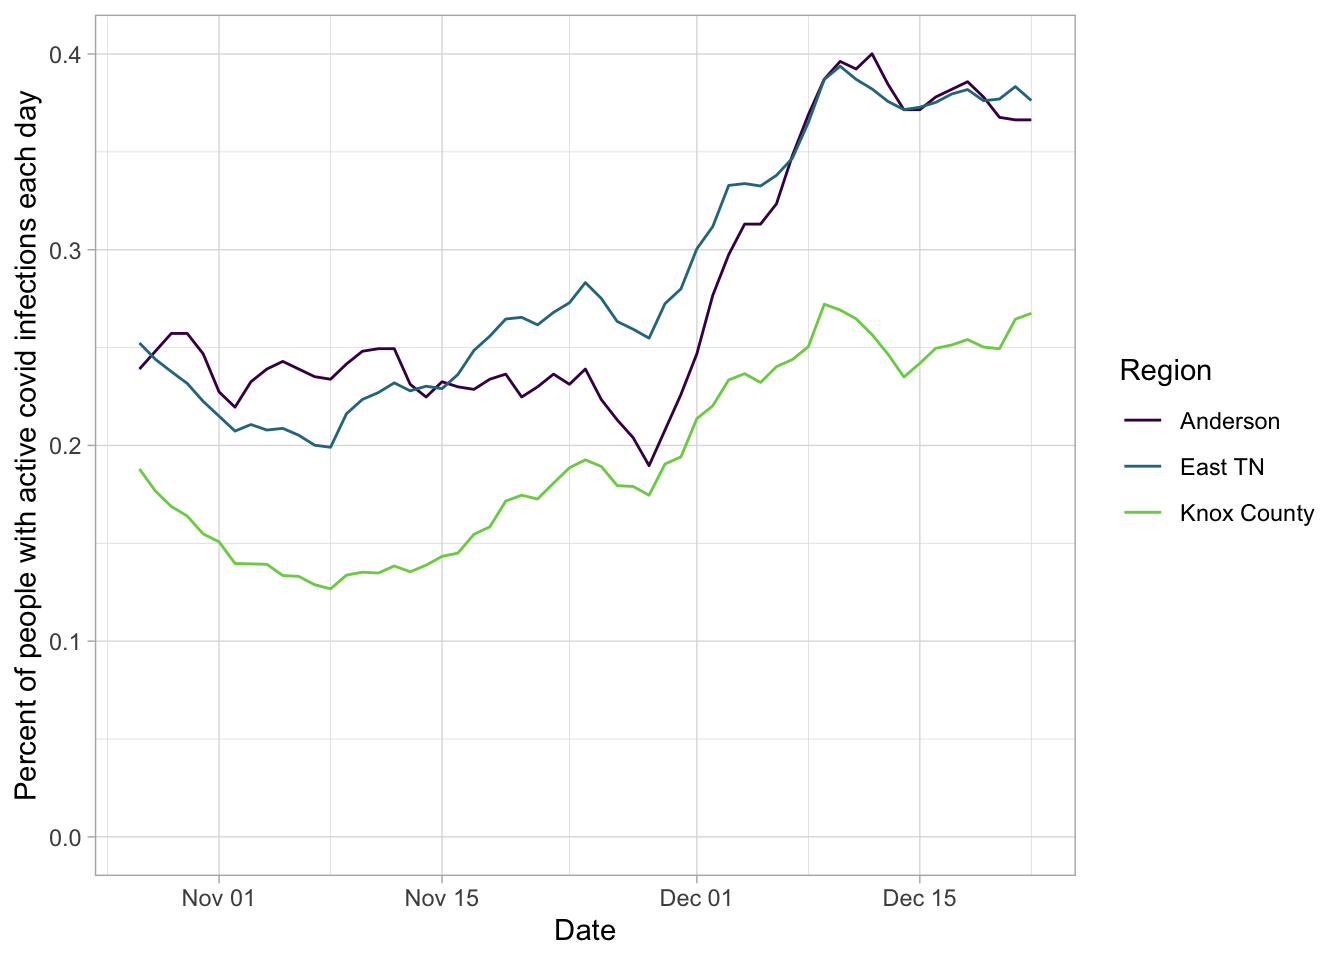 Percent of people with active covid infections each day
0.4
0.3
0.2
0.1
0.0
Nov 01
Nov 15
Dec 01
Dec 15
Date
Region
Anderson
East TN
Knox County